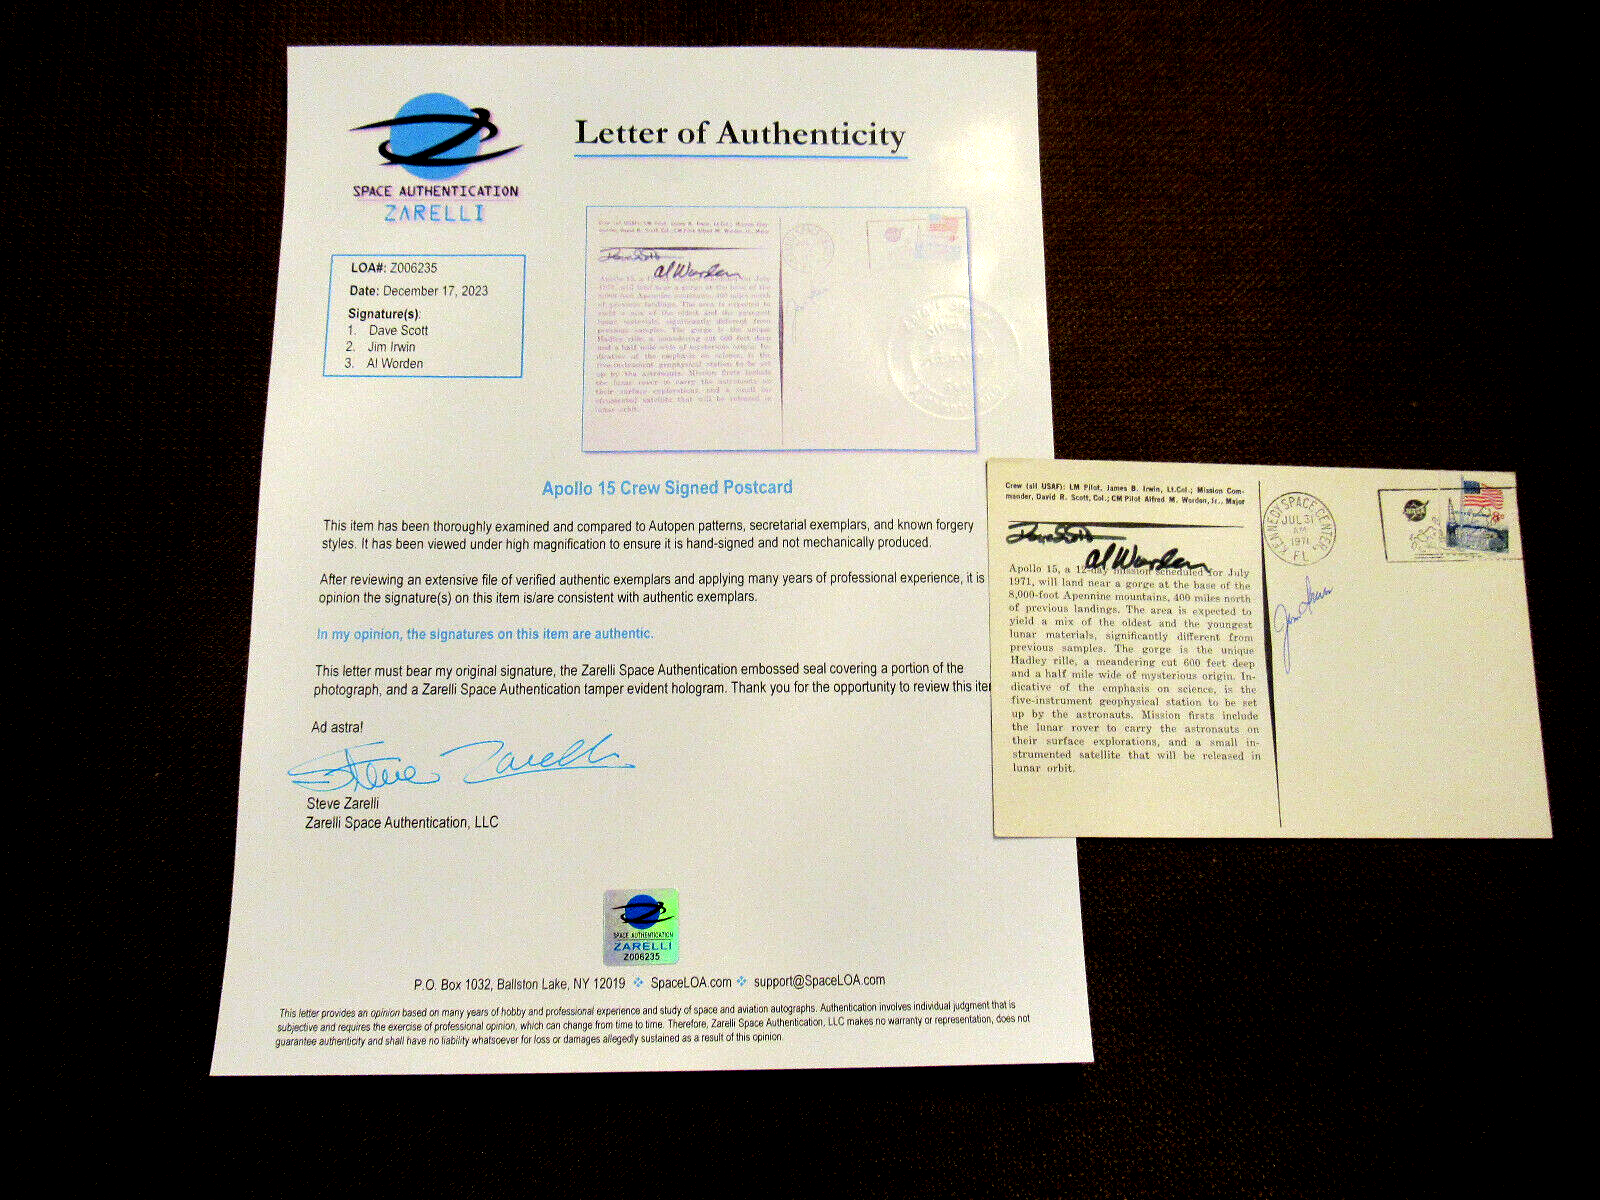 SPACE AUTHENTICATION
ZARELLI
Letter of Authenticity
LOA#: Z006235
Date: December 17, 2023
Signature(s):
1. Dave Scott
2. Jim Irwin
3. Al Worden
Al Worden
Apollo 15 Crew Signed Postcard
This item has been thoroughly examined and compared to Autopen patterns, secretarial exemplars, and known forgery
styles. It has been viewed under high magnification to ensure it is hand-signed and not mechanically produced.
After reviewing an extensive file of verified authentic exemplars and applying many years of professional experience, it is
opinion the signature(s) on this item is/are consistent with authentic exemplars.
In my opinion, the signatures on this item are authentic.
This letter must bear my original signature, the Zarelli Space Authentication embossed seal covering a portion of the
photograph, and a Zarelli Space Authentication tamper evident hologram. Thank you for the opportunity to review this
Ad astra!
Steve Zarelli
Steve Zarelli
Zarelli Space Authentication, LLC
SPACE AUTHENTICATION
ZARELLI
Z006235
P.O. Box 1032, Ballston Lake, NY 12019 ❖ SpaceLOA.com ❖ support@SpaceLOA.com
This letter provides an opinion based on many years of hobby and professional experience and study of space and aviation autographs. Authentication involves individual judgment that is
subjective and requires the exercise of professional opinion, which can change from time to time. Therefore, Zarelli Space Authentication, LLC makes no warranty or representation, does not
guarantee authenticity and shall have no liability whatsoever for loss or damages allegedly sustained as a result of this opinion.
Crew (all USAF): LM Pilot, James B. Irwin, Lt.Col.; Mission Com-
mander, David R. Scott, Col.; CM Pilot Alfred M. Worden, Jr., Major
Dave Scott
Al Worden
Apollo 15, a 12-day mission scheduled for July
1971, will land near a gorge at the base of the
8,000-foot Apennine mountains, 400 miles north
of previous landings. The area is expected to
yield a mix of the oldest and the youngest
lunar materials, significantly different from
previous samples. The gorge is the unique
Hadley rille, a meandering cut 600 feet deep
and a half mile wide of mysterious origin. In-
dicative of the emphasis on science, is the
five-instrument geophysical station to be set
up by the astronauts. Mission firsts include
the lunar rover to carry the astronauts on
their surface explorations, and a small in-
strumented satellite that will be released in
lunar orbit.
KENNEDY SPACE CENTER,
JUL 31
AM
1971
FL
NASA
8c
Jim Irwin